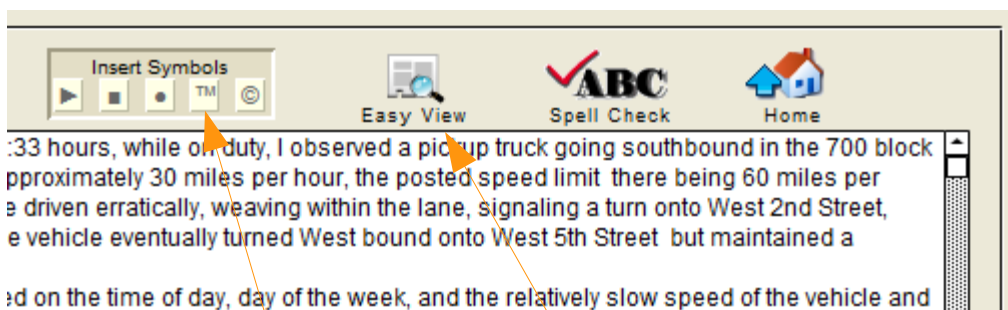 Insert Symbols
TM ©
Easy View
ABC
Spell Check
Home
:33 hours, while on duty, I observed a pickup truck going southbound in the 700 block
pproximately 30 miles per hour, the posted speed limit there being 60 miles per
e driven erratically, weaving within the lane, signaling a turn onto West 2nd Street,
e vehicle eventually turned West bound onto West 5th Street but maintained a
ed on the time of day, day of the week, and the relatively slow speed of the vehicle and